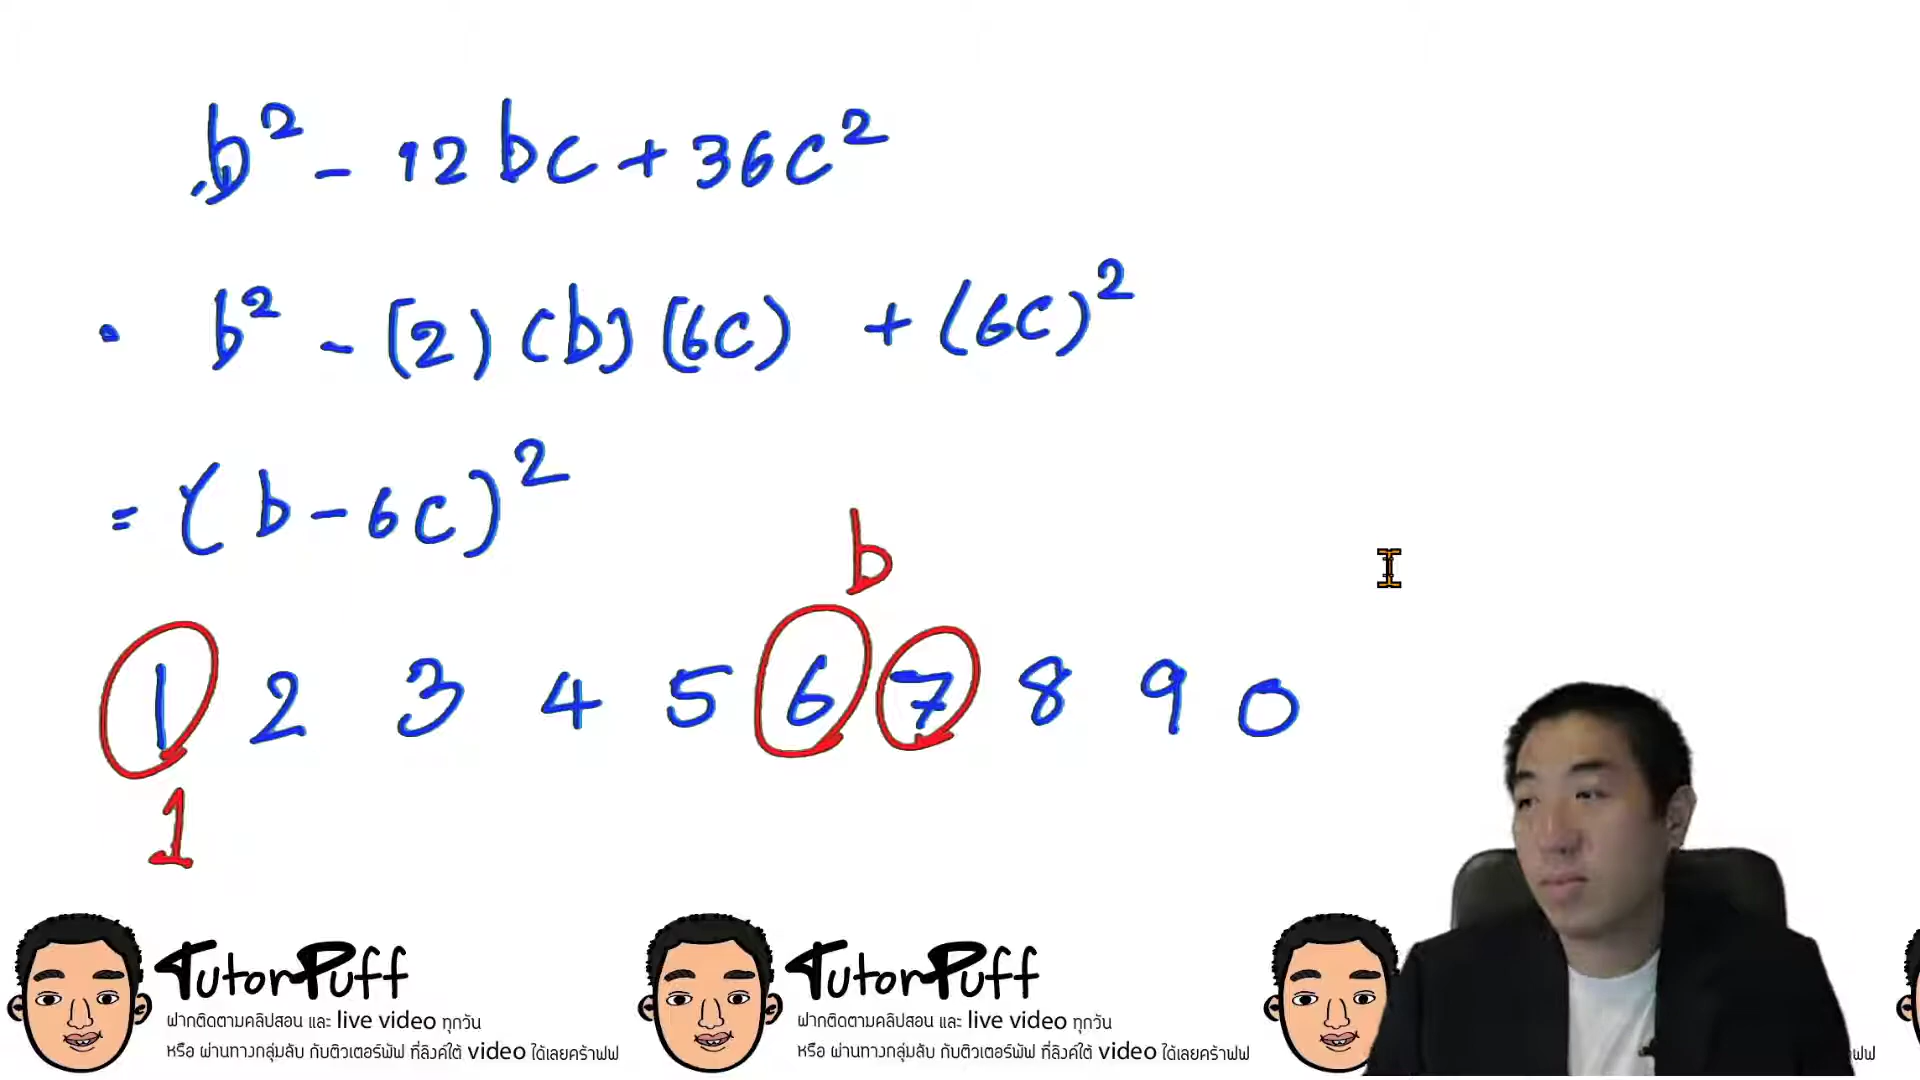 b² - 12bc + 36c²
b² - (2)(b)(6c) + (6c)²
= (b - 6c)²
b
1 2 3 4 5 6 7 8 9 0
1
TutorPuff TutorPuff
ฝากติดตามคลิปสอน และ live video ทุกวัน ฝากติดตามคลิปสอน และ live video ทุกวัน
หรือ ผ่านทางกลุ่มลับ กับติวเตอร์พัฟ ที่ลิงค์ใต้ video ได้เลยคร้าฟฟ หรือ ผ่านทางกลุ่มลับ กับติวเตอร์พัฟ ที่ลิงค์ใต้ video ได้เลยคร้าฟฟ ฟฟ